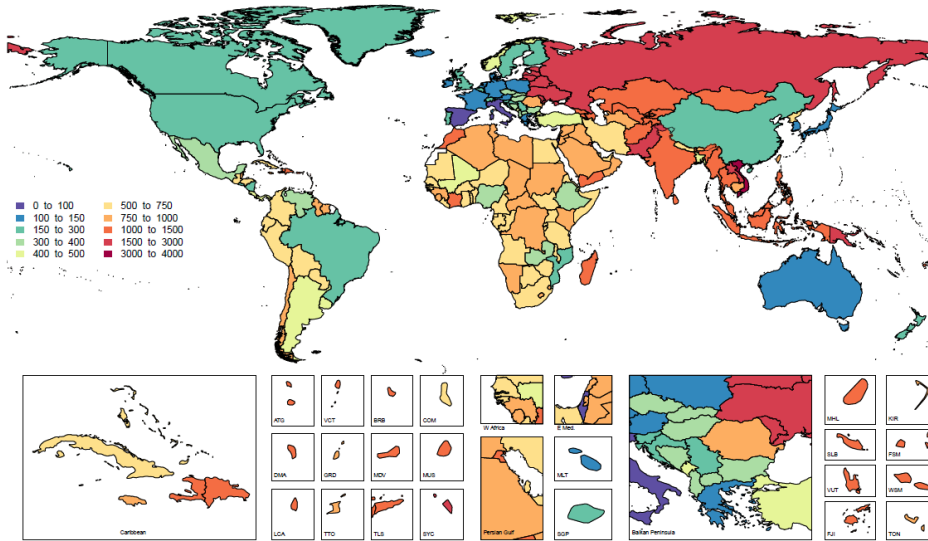 0 to 100
100 to 150
150 to 300
300 to 400
400 to 500
500 to 750
750 to 1000
1000 to 1500
1500 to 3000
3000 to 4000
Caribbean
ATG
VCT
BRB
COM
DMA
GRD
MDV
MUS
LCA
TTO
TLS
SYC
W Africa
E Med.
Persian Gulf
MLT
SGP
Balkan Peninsula
MHL
KIR
SLB
FSM
VUT
WSM
FJI
TON